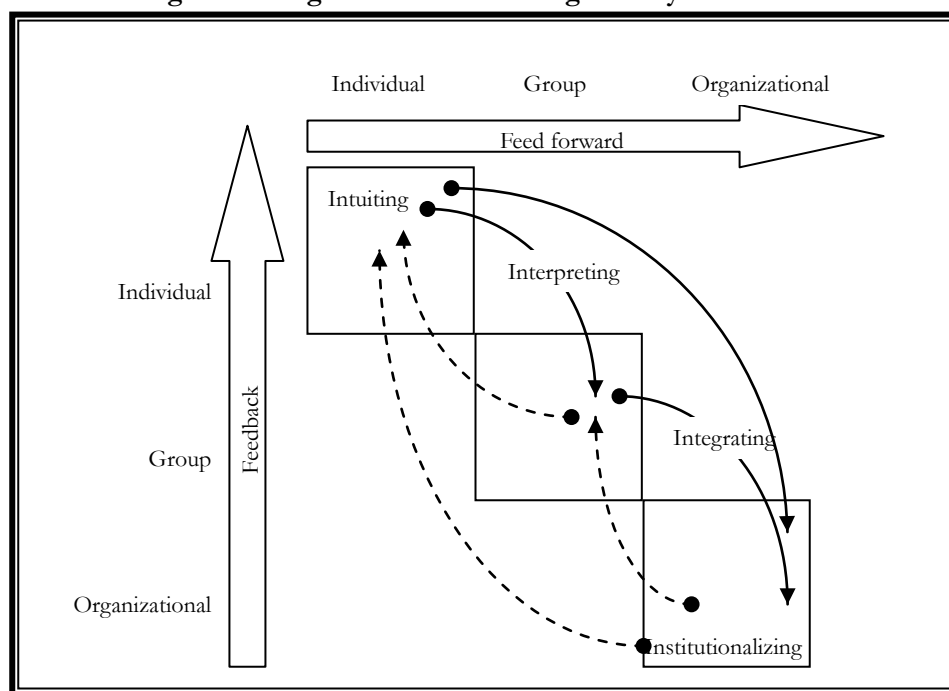 Individual
Group
Organizational
Feed forward
Intuiting
Interpreting
Individual
Feedback
Group
Integrating
Organizational
Institutionalizing